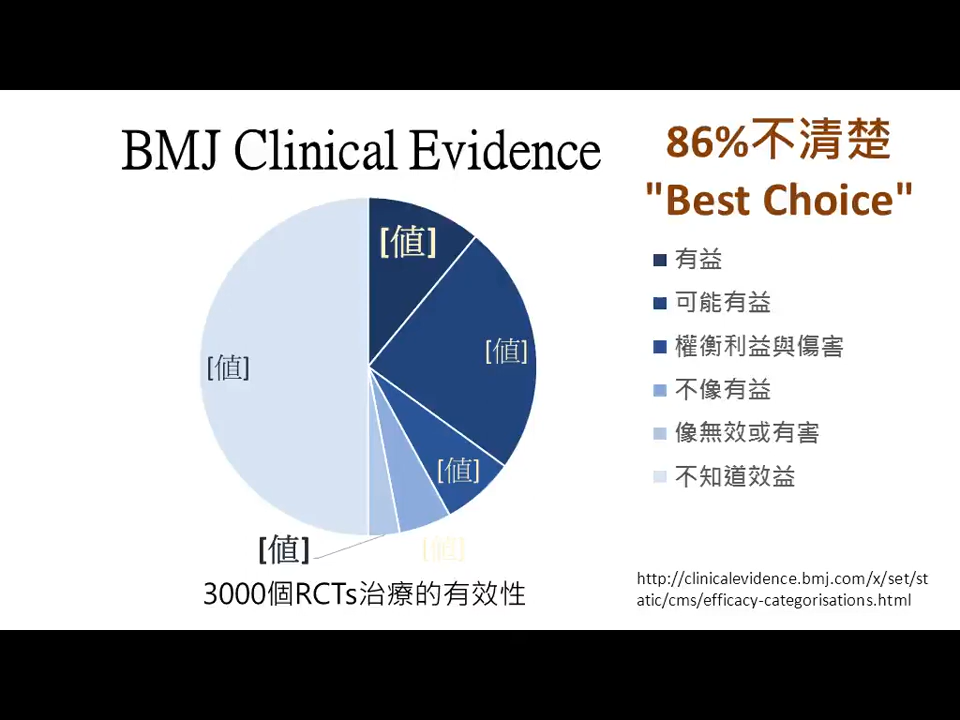 BMJ Clinical Evidence
86%不清楚
"Best Choice"
[值]
[值]
[值]
[值]
[值]
[值]
有益
可能有益
權衡利益與傷害
不像有益
像無效或有害
不知道效益
3000個RCTs治療的有效性
http://clinicalevidence.bmj.com/x/set/st
atic/cms/efficacy-categorisations.html